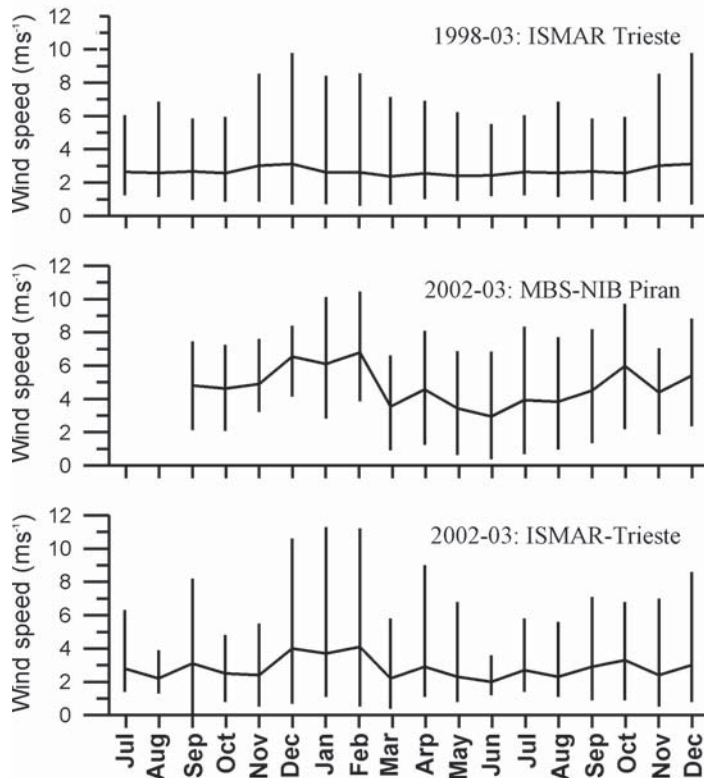 12
10
8
6
4
2
0
Wind speed (ms⁻¹)
1998-03: ISMAR Trieste
12
10
8
6
4
2
0
Wind speed (ms⁻¹)
2002-03: MBS-NIB Piran
12
10
8
6
4
2
0
Wind speed (ms⁻¹)
2002-03: ISMAR-Trieste
Jul
Aug
Sep
Oct
Nov
Dec
Jan
Feb
Mar
Arp
May
Jun
Jul
Aug
Sep
Oct
Nov
Dec